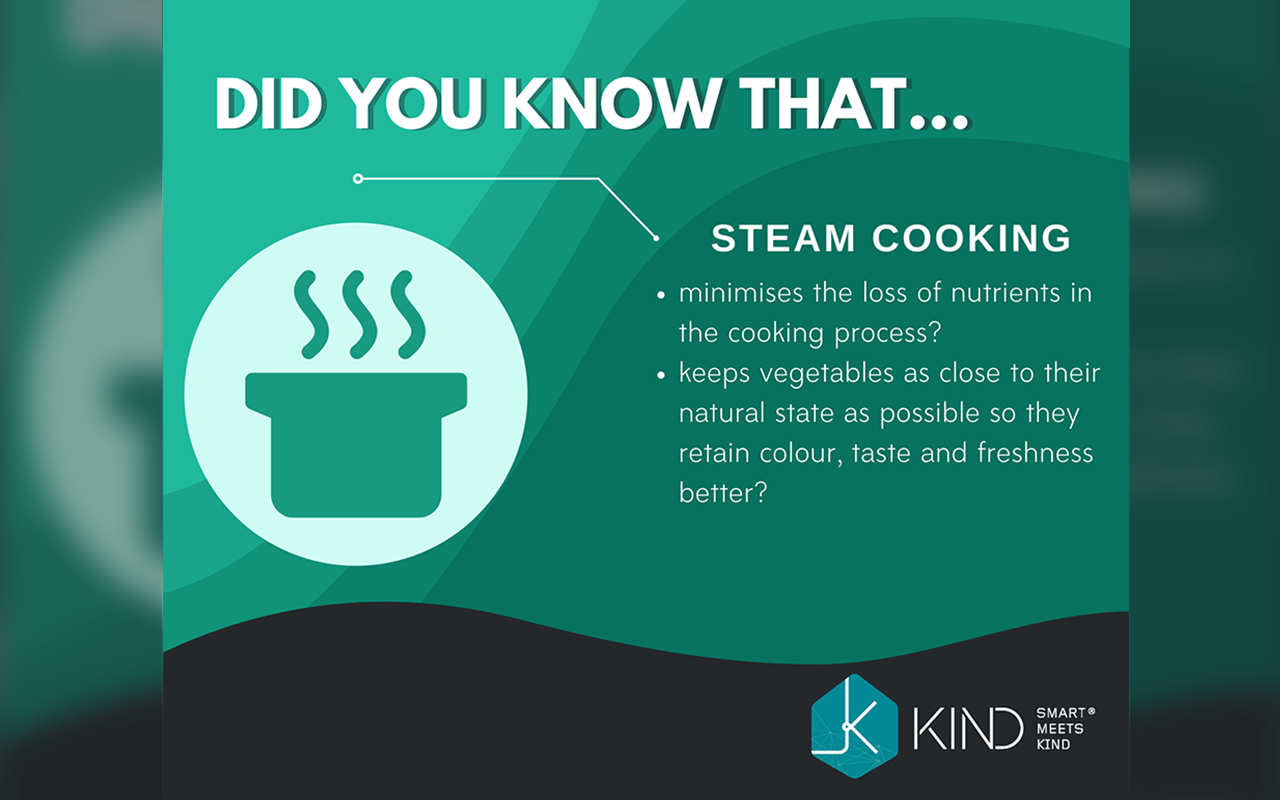 DID YOU KNOW THAT...
STEAM COOKING
• minimises the loss of nutrients in
the cooking process?
• keeps vegetables as close to their
natural state as possible so they
retain colour, taste and freshness
better?
KIND
SMART®
MEETS
KIND